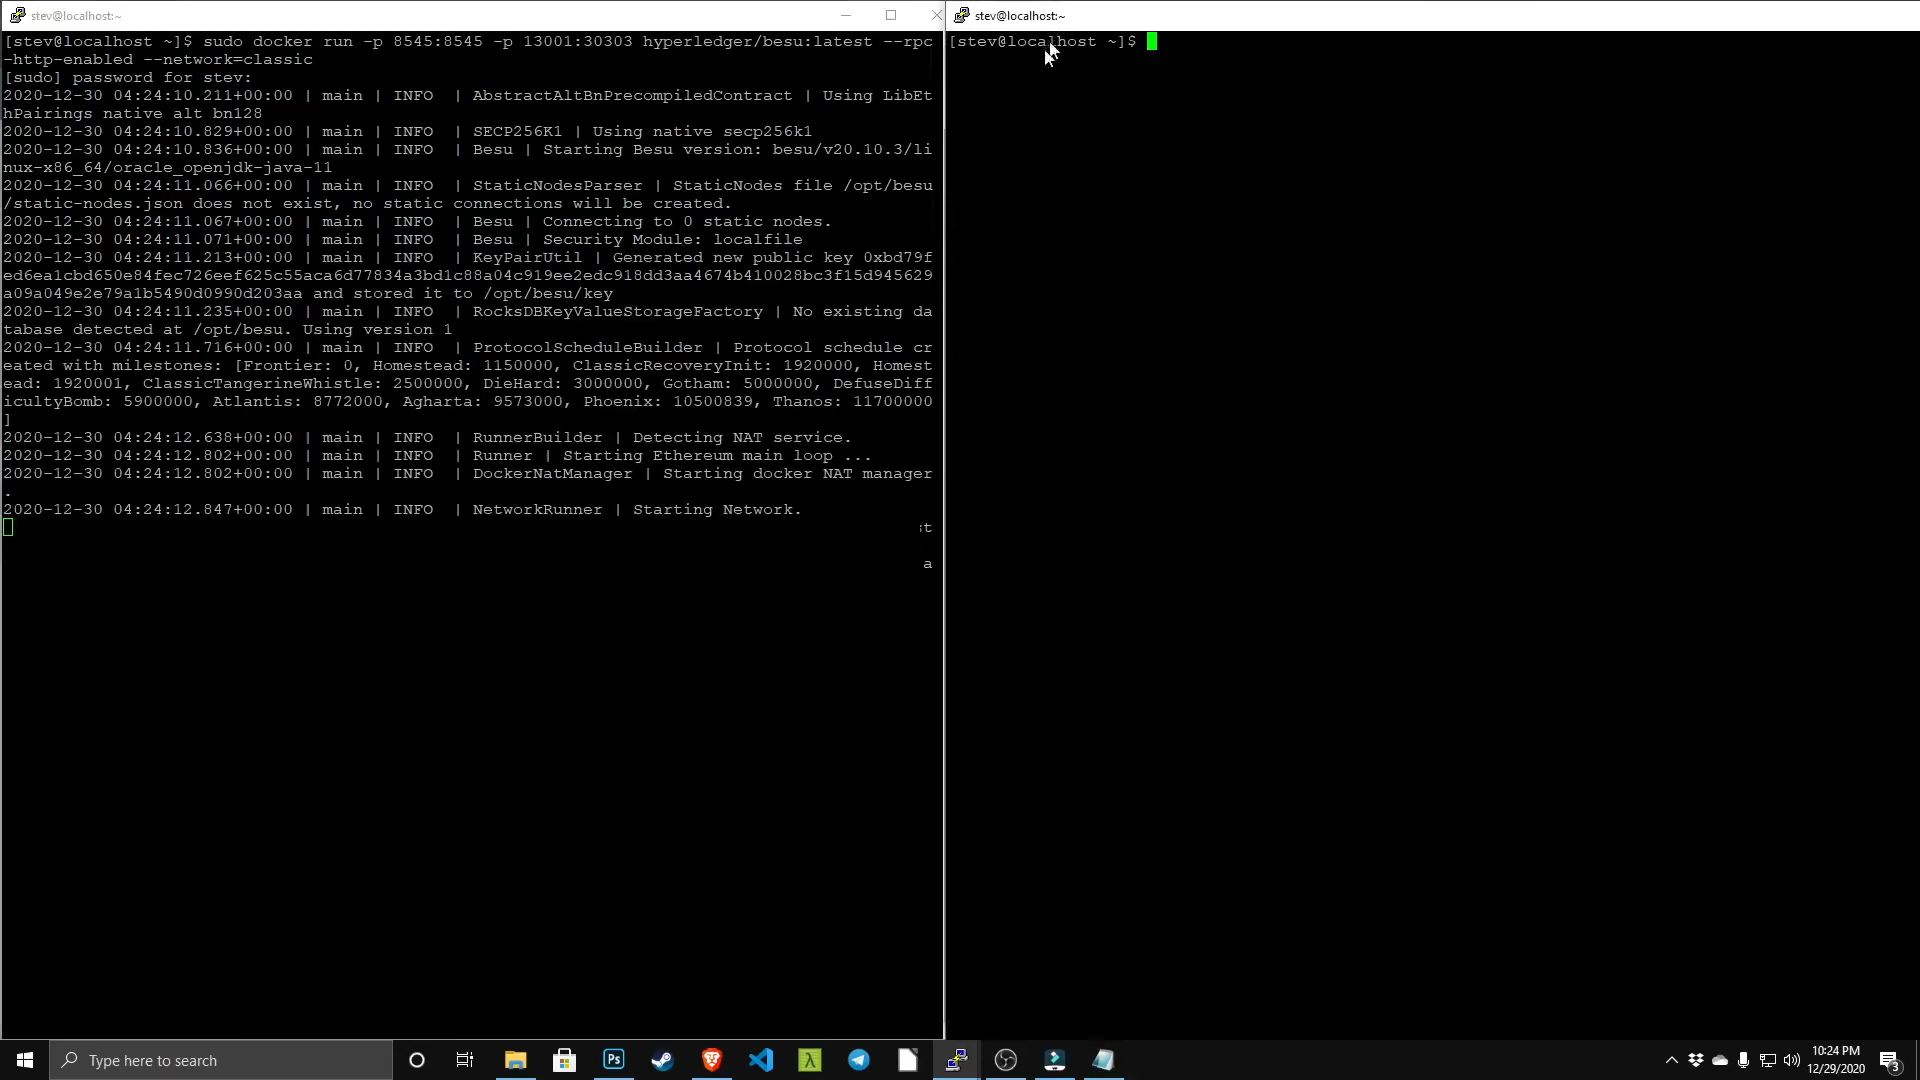 stev@localhost:~
[stev@localhost ~]$ sudo docker run -p 8545:8545 -p 13001:30303 hyperledger/besu:latest --rpc
-http-enabled --network=classic
[sudo] password for stev:
2020-12-30 04:24:10.211+00:00 | main | INFO  | AbstractAltBnPrecompiledContract | Using LibEt
hPairings native alt bn128
2020-12-30 04:24:10.829+00:00 | main | INFO  | SECP256K1 | Using native secp256k1
2020-12-30 04:24:10.836+00:00 | main | INFO  | Besu | Starting Besu version: besu/v20.10.3/li
nux-x86_64/oracle_openjdk-java-11
2020-12-30 04:24:11.066+00:00 | main | INFO  | StaticNodesParser | StaticNodes file /opt/besu
/static-nodes.json does not exist, no static connections will be created.
2020-12-30 04:24:11.067+00:00 | main | INFO  | Besu | Connecting to 0 static nodes.
2020-12-30 04:24:11.071+00:00 | main | INFO  | Besu | Security Module: localfile
2020-12-30 04:24:11.213+00:00 | main | INFO  | KeyPairUtil | Generated new public key 0xbd79f
ed6ea1cbd650e84fec726eef625c55aca6d77834a3bd1c88a04c919ee2edc918dd3aa4674b410028bc3f15d945629
a09a049e2e79a1b5490d0990d203aa and stored it to /opt/besu/key
2020-12-30 04:24:11.235+00:00 | main | INFO  | RocksDBKeyValueStorageFactory | No existing da
tabase detected at /opt/besu. Using version 1
2020-12-30 04:24:11.716+00:00 | main | INFO  | ProtocolScheduleBuilder | Protocol schedule cr
eated with milestones: [Frontier: 0, Homestead: 1150000, ClassicRecoveryInit: 1920000, Homest
ead: 1920001, ClassicTangerineWhistle: 2500000, DieHard: 3000000, Gotham: 5000000, DefuseDiff
icultyBomb: 5900000, Atlantis: 8772000, Agharta: 9573000, Phoenix: 10500839, Thanos: 11700000
]
2020-12-30 04:24:12.638+00:00 | main | INFO  | RunnerBuilder | Detecting NAT service.
2020-12-30 04:24:12.802+00:00 | main | INFO  | Runner | Starting Ethereum main loop ...
2020-12-30 04:24:12.802+00:00 | main | INFO  | DockerNatManager | Starting docker NAT manager
.
2020-12-30 04:24:12.847+00:00 | main | INFO  | NetworkRunner | Starting Network.
t
a
stev@localhost:~
[stev@localhost ~]$
Type here to search
Ps
λ
10:24 PM
12/29/2020
3